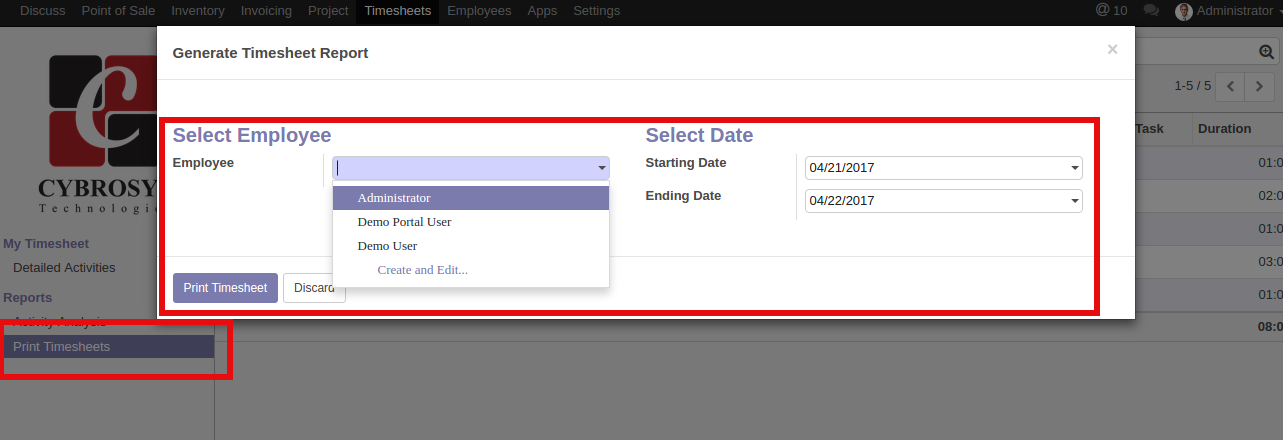 Discuss Point of Sale Inventory Invoicing Project Timesheets Employees Apps Settings @ 10 Administrator
Generate Timesheet Report ×
1-5 / 5
CYBROSY
Technologi
My Timesheet
Detailed Activities
Reports
Activity Analysis
Print Timesheets
Select Employee
Employee
Administrator
Demo Portal User
Demo User
Create and Edit...
Select Date
Starting Date 04/21/2017
Ending Date 04/22/2017
Print Timesheet Discard
Task Duration
01:0
02:0
01:0
03:0
01:0
08:0